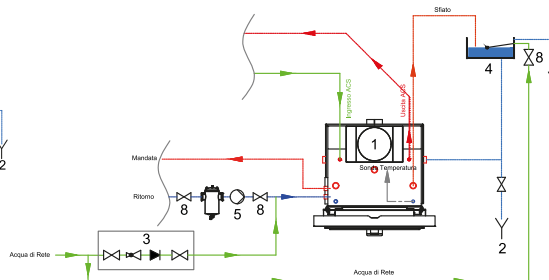 Sfiato
8
4
Ingresso ACS
Uscita ACS
1
2
Mandata
Sonda Temperatura
Ritorno
8
5
8
3
2
Acqua di Rete
Acqua di Rete